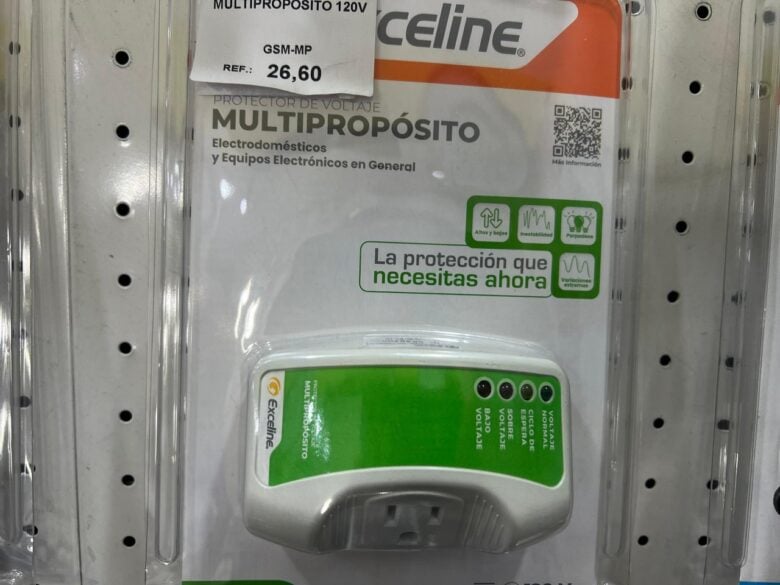 MULTIPROPÓSITO 120V
GSM-MP
REF.: 26,60
celine®
PROTECTOR DE VOLTAJE
MULTIPROPÓSITO
Electrodomésticos
y Equipos Electrónicos en General
Más información
Altos y bajos
Inestabilidad
Parpadeos
La protección que
necesitas ahora
Variaciones
extremas
Exceline
MULTIPROPÓSITO
BAJO
VOLTAJE
SOBRE
VOLTAJE
CICLO DE
ESPERA
VOLTAJE
NORMAL